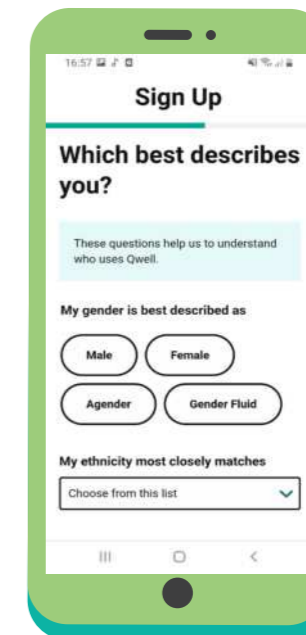 16:57
Sign Up
Which best describes
you?
These questions help us to understand
who uses Qwell.
My gender is best described as
Male Female
Agender Gender Fluid
My ethnicity most closely matches
Choose from this list